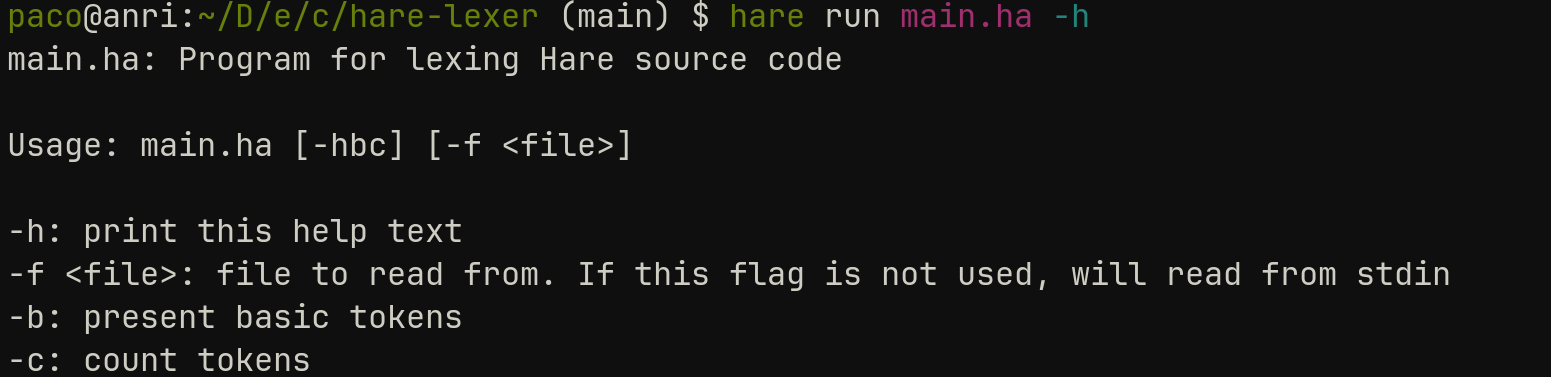 paco@anri:~/D/e/c/hare-lexer (main) $ hare run main.ha -h
main.ha: Program for lexing Hare source code
Usage: main.ha [-hbc] [-f <file>]
-h: print this help text
-f <file>: file to read from. If this flag is not used, will read from stdin
-b: present basic tokens
-c: count tokens